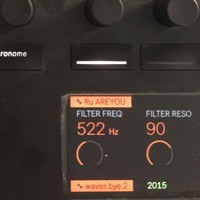 ronome
Ru AREYOU
FILTER FREQ FILTER RESO
522 Hz 90
waves bye 2 2015